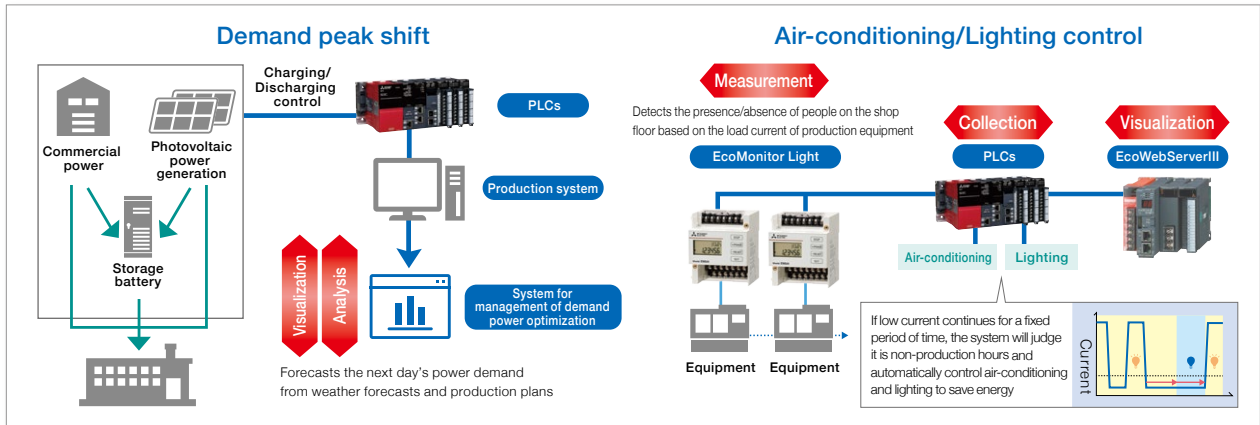 Demand peak shift
Charging/
Discharging
control
PLCs
Commercial
power
Photovoltaic
power
generation
Production system
Storage
battery
Visualization
Analysis
System for
management of demand
power optimization
Forecasts the next day's power demand
from weather forecasts and production plans
Air-conditioning/Lighting control
Measurement
Detects the presence/absence of people on the shop
floor based on the load current of production equipment
EcoMonitor Light
Collection
PLCs
Visualization
EcoWebServerIII
Air-conditioning
Lighting
Equipment
Equipment
If low current continues for a fixed
period of time, the system will judge
it is non-production hours and
automatically control air-conditioning
and lighting to save energy
Current